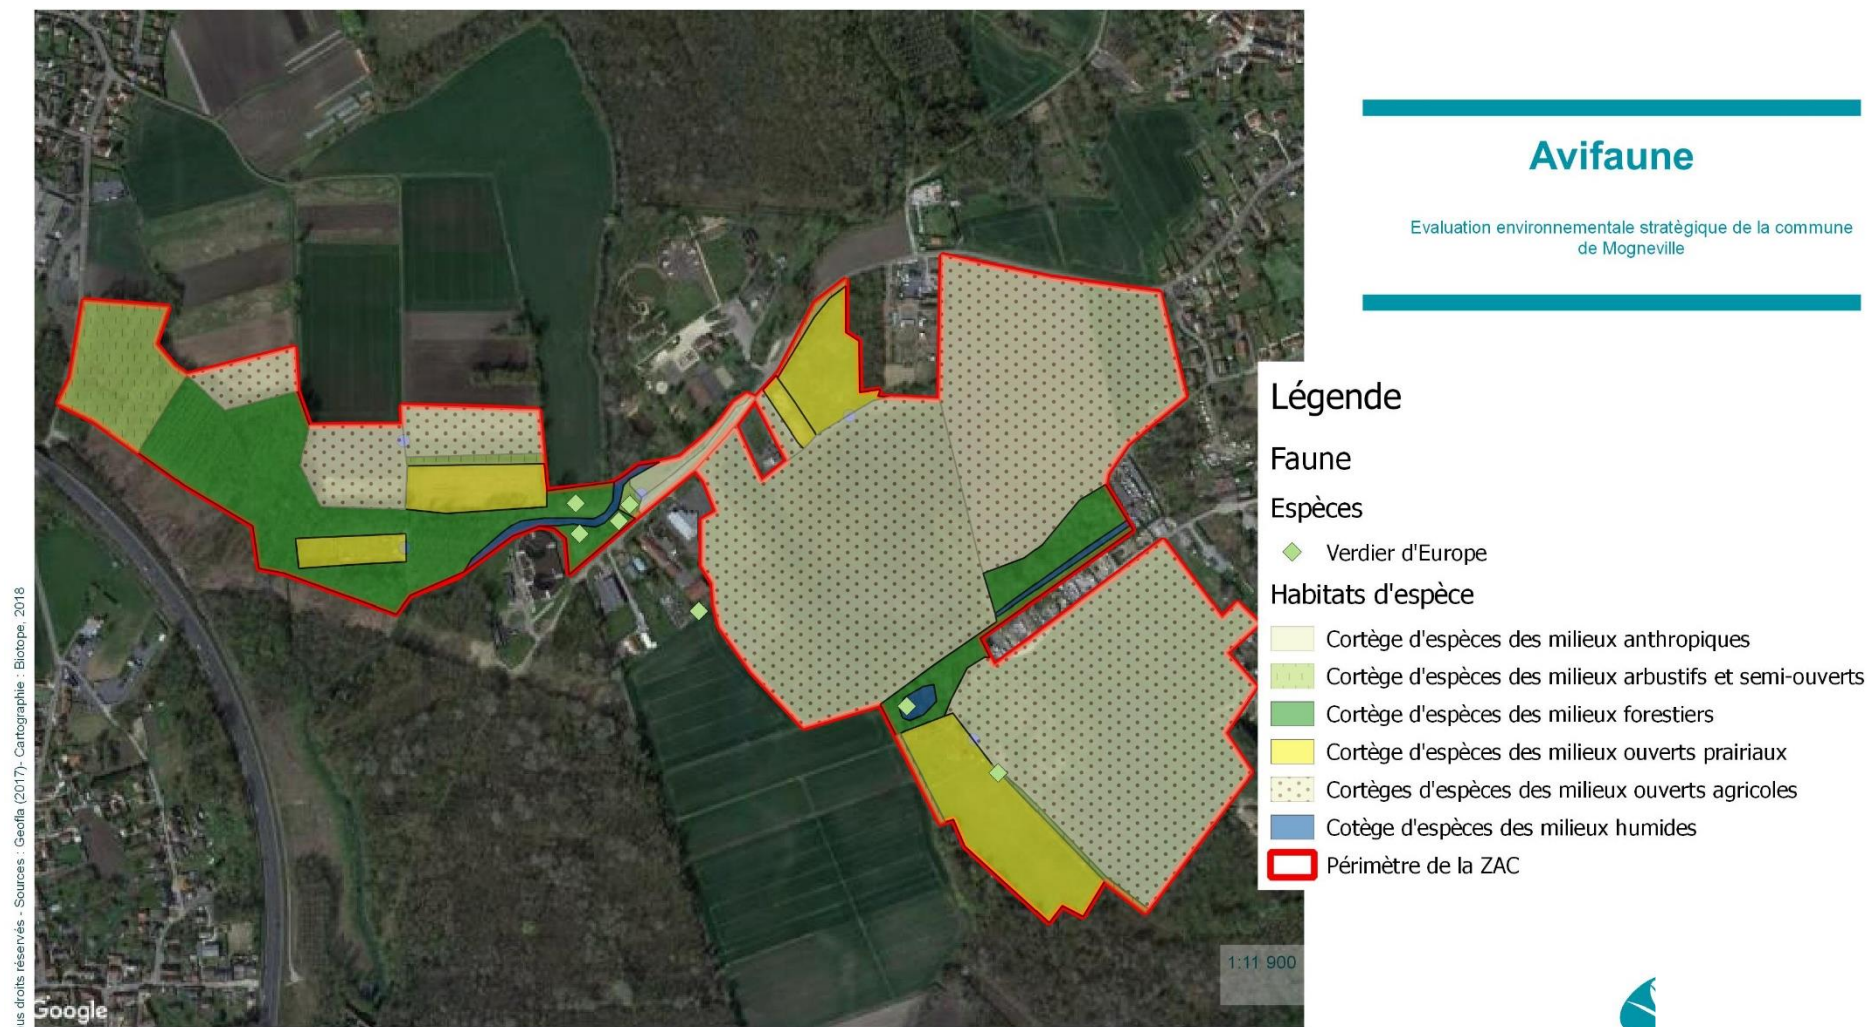 Avifaune
Evaluation environnementale stratègique de la commune
de Mogneville
Légende
Faune
Espèces
Verdier d'Europe
Habitats d'espèce
Cortège d'espèces des milieux anthropiques
Cortège d'espèces des milieux arbustifs et semi-ouverts
Cortège d'espèces des milieux forestiers
Cortège d'espèces des milieux ouverts prairiaux
Cortèges d'espèces des milieux ouverts agricoles
Cotège d'espèces des milieux humides
Périmètre de la ZAC
1:11 900
Google
us droits réservés - Sources : Geofla (2017)- Cartographie : Biotope, 2018